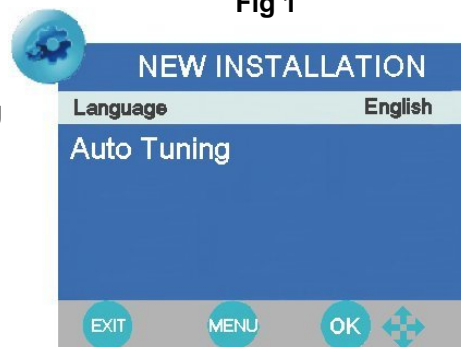 Fig 1
NEW INSTALLATION
Language English
Auto Tuning
EXIT MENU OK